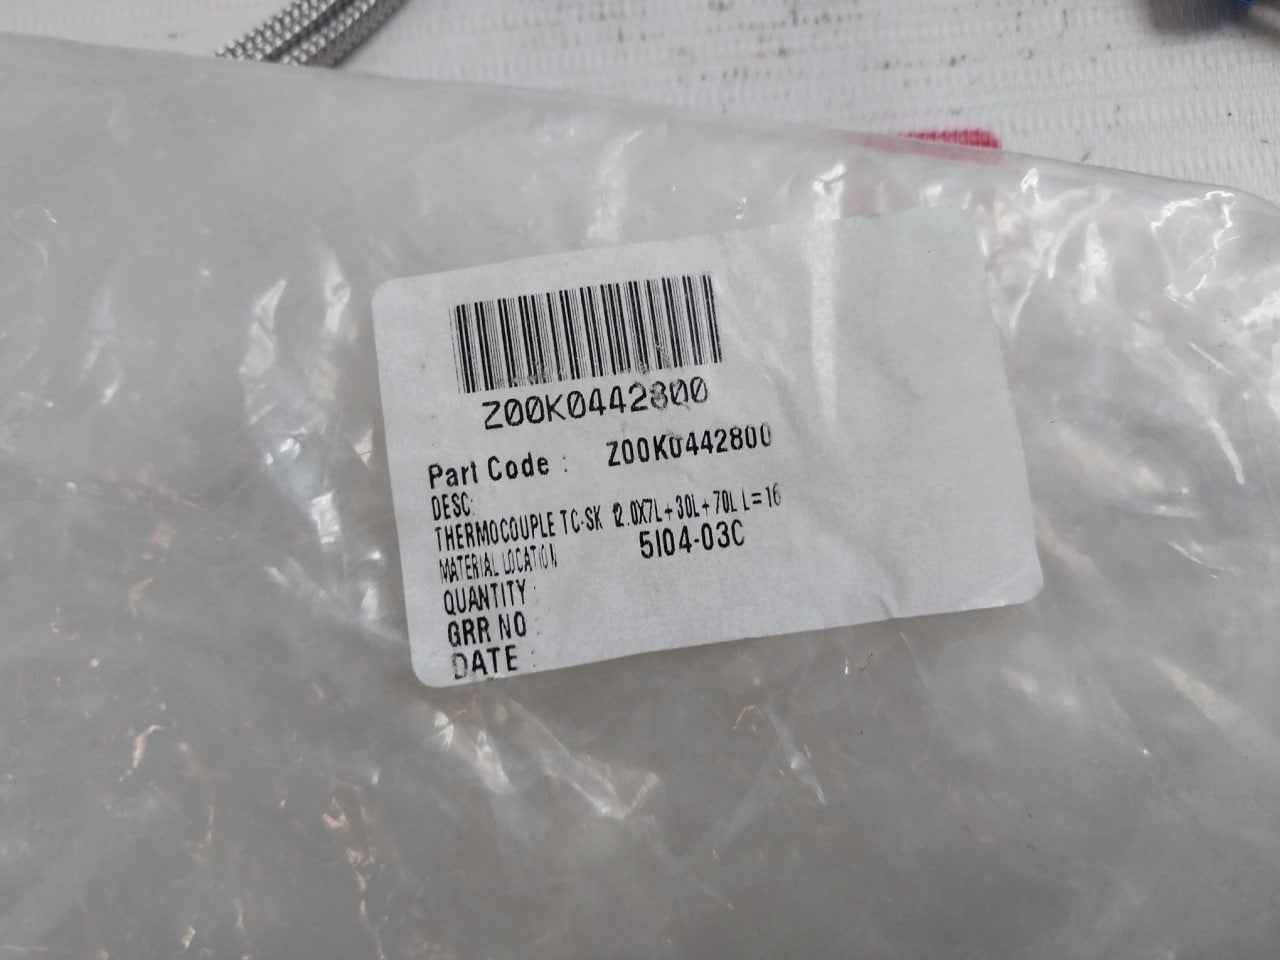 Z00K0442800
Part Code : Z00K0442800
DESC:
THERMOCOUPLE TC-SK 2.0X7L+30L+70L L=16
MATERIAL LOCATION 5I04-03C
QUANTITY :
GRR NO :
DATE :